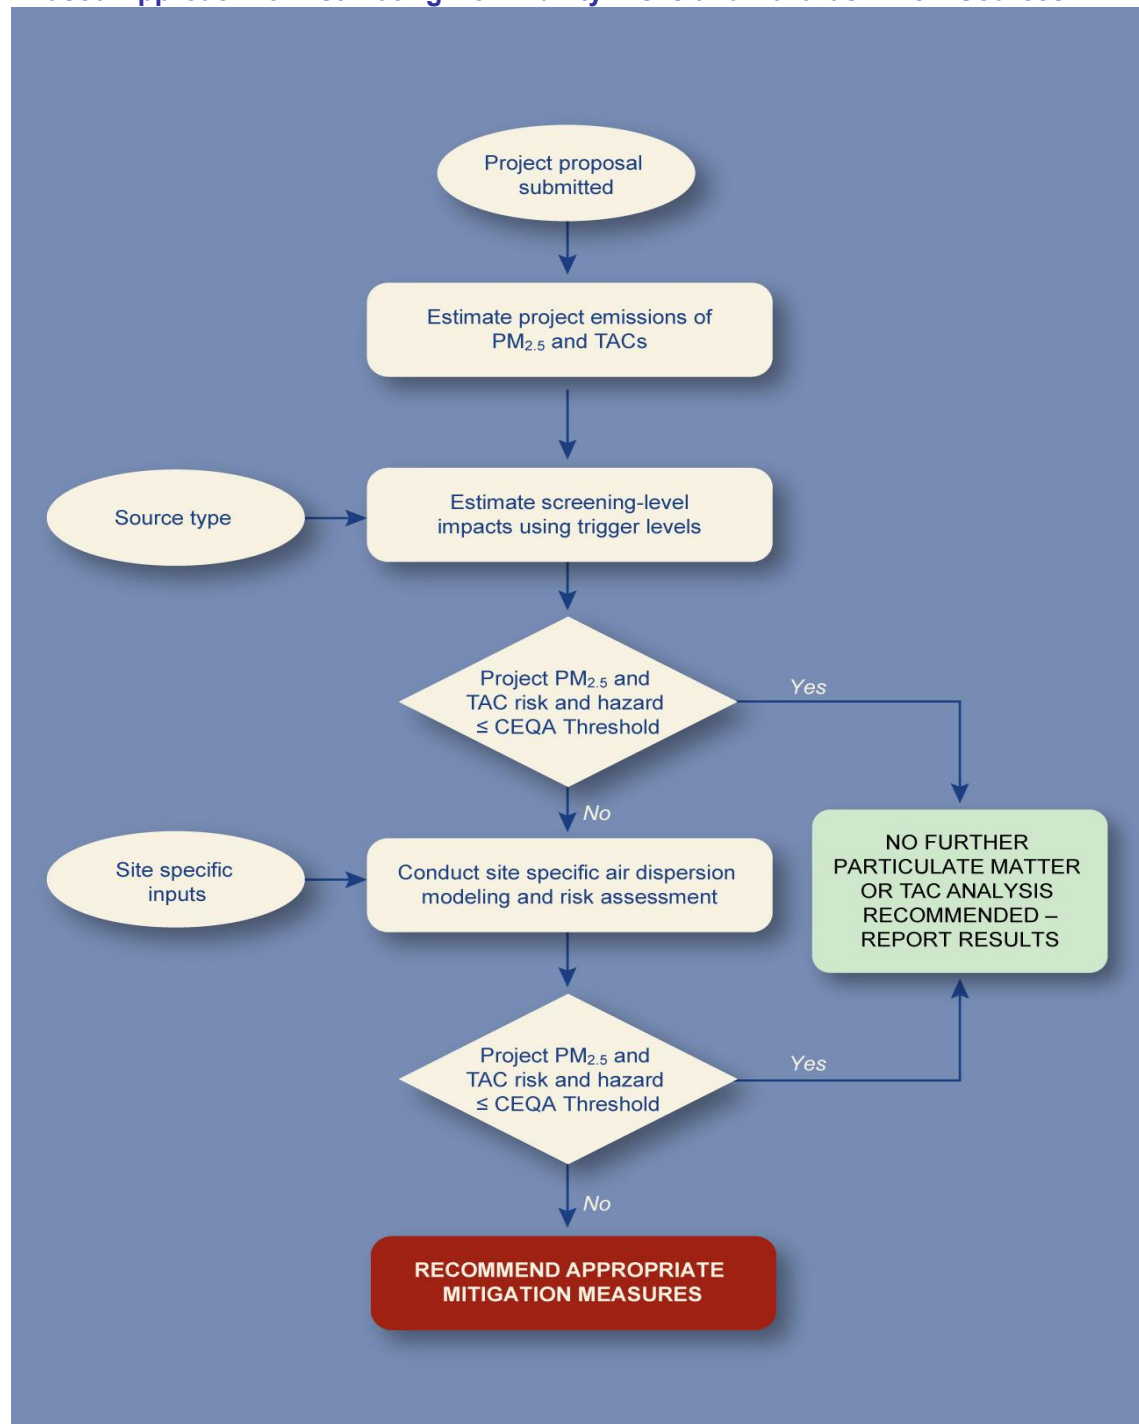 Project proposal
submitted
Estimate project emissions of
PM₂.₅ and TACs
Source type
Estimate screening-level
impacts using trigger levels
Project PM₂.₅ and
TAC risk and hazard
≤ CEQA Threshold
Yes
No
Site specific
inputs
Conduct site specific air dispersion
modeling and risk assessment
NO FURTHER
PARTICULATE MATTER
OR TAC ANALYSIS
RECOMMENDED –
REPORT RESULTS
Project PM₂.₅ and
TAC risk and hazard
≤ CEQA Threshold
Yes
No
RECOMMEND APPROPRIATE
MITIGATION MEASURES